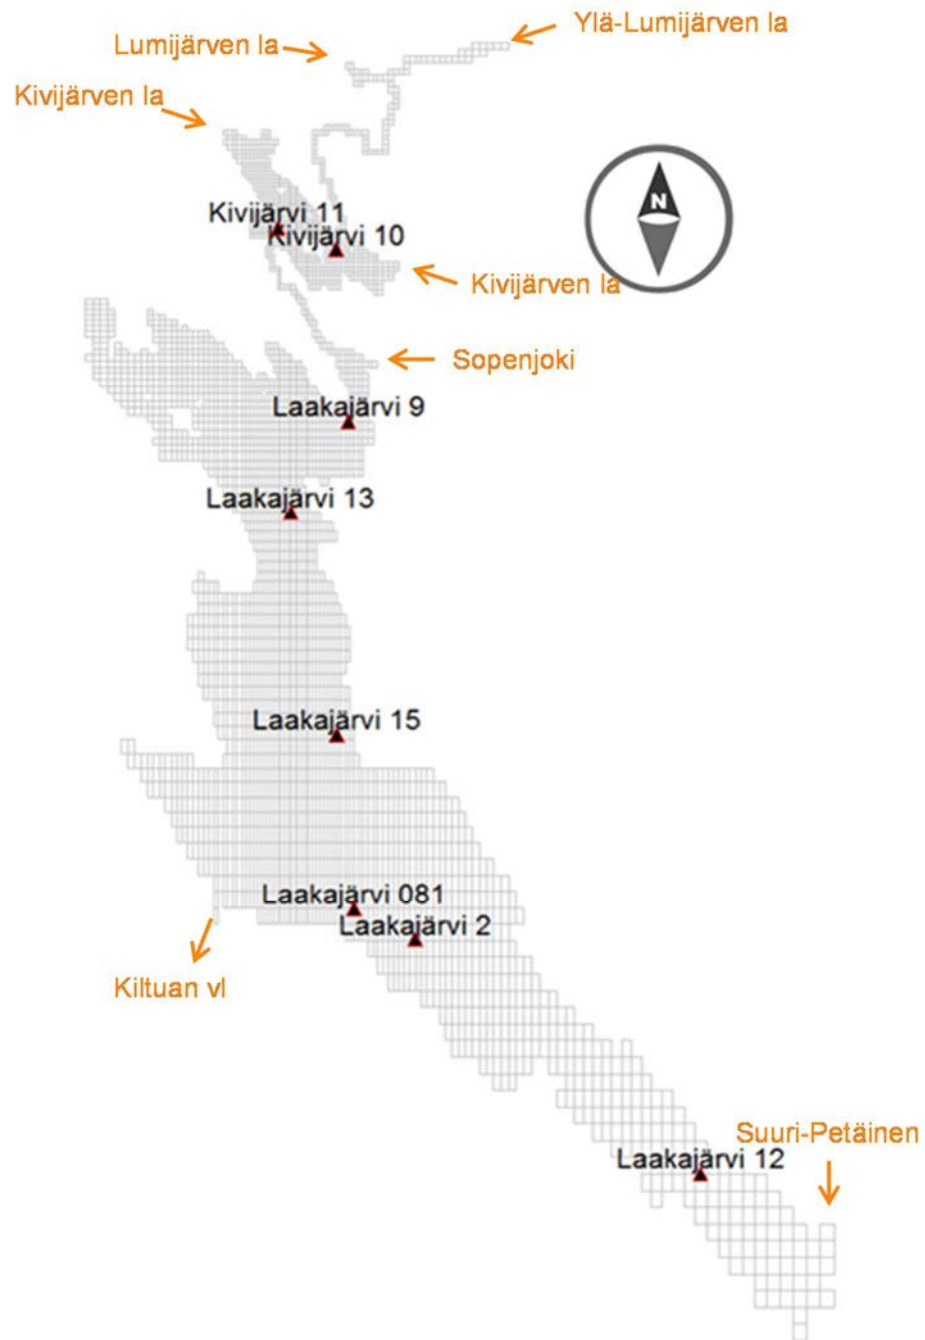 Ylä-Lumijärven la
Lumijärven la
Kivijärven la
N
Kivijärvi 11
Kivijärvi 10
Kivijärven la
Sopenjoki
Laakajärvi 9
Laakajärvi 13
Laakajärvi 15
Laakajärvi 081
Laakajärvi 2
Kiltuan vl
Suuri-Petäinen
Laakajärvi 12